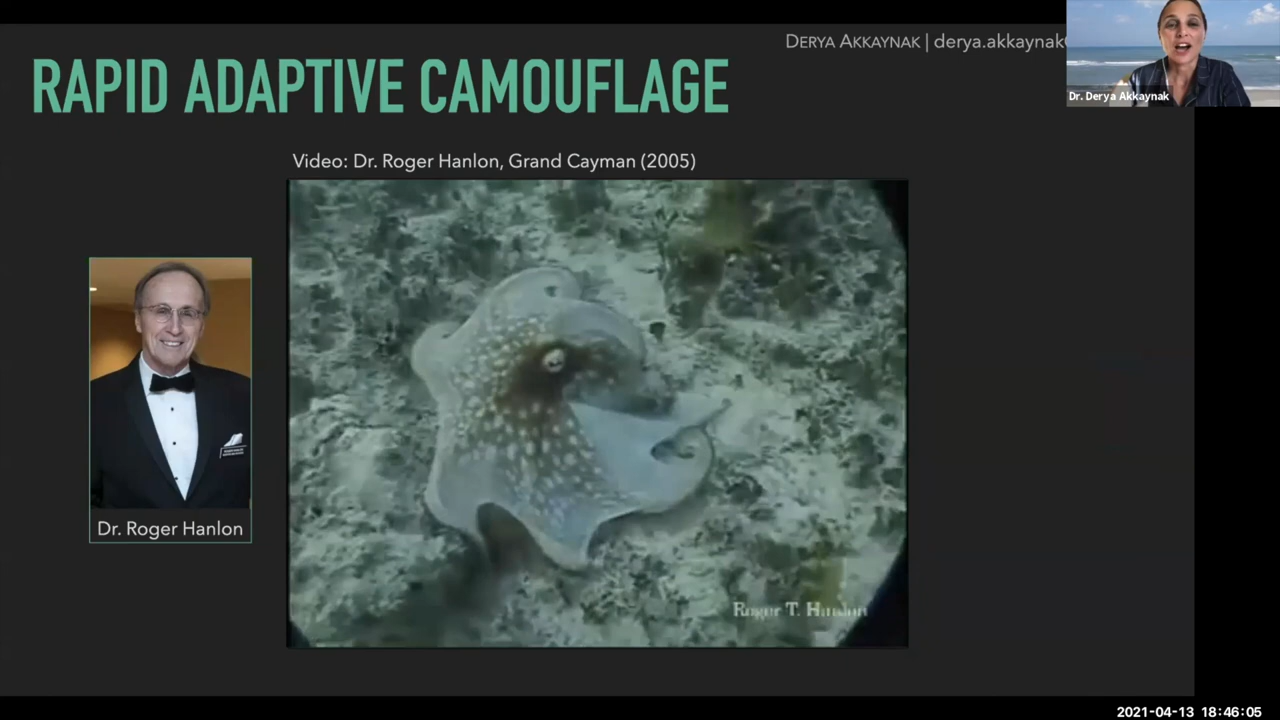 DERYA AKKAYNAK | derya.akkaynak
RAPID ADAPTIVE CAMOUFLAGE
Dr. Derya Akkaynak
Video: Dr. Roger Hanlon, Grand Cayman (2005)
Dr. Roger Hanlon
Roger T. Hanlon
2021-04-13 18:46:05